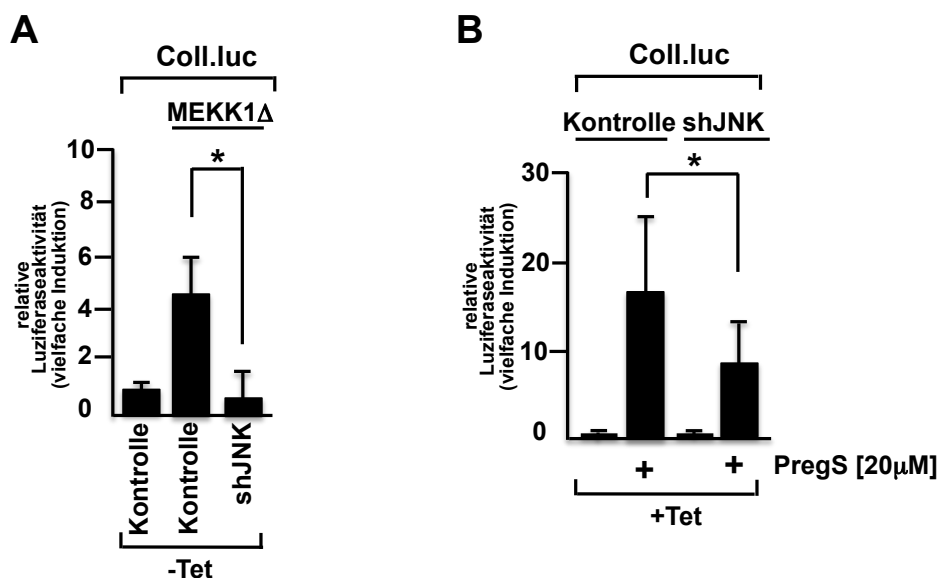 A
Coll.luc
MEKK1Δ
*
10
8
6
4
2
0
relative
Luziferaseaktivität
(vielfache Induktion)
Kontrolle
Kontrolle
shJNK
-Tet
B
Coll.luc
Kontrolle shJNK
*
30
20
10
0
relative
Luziferaseaktivität
(vielfache Induktion)
+ + PregS [20µM]
+Tet